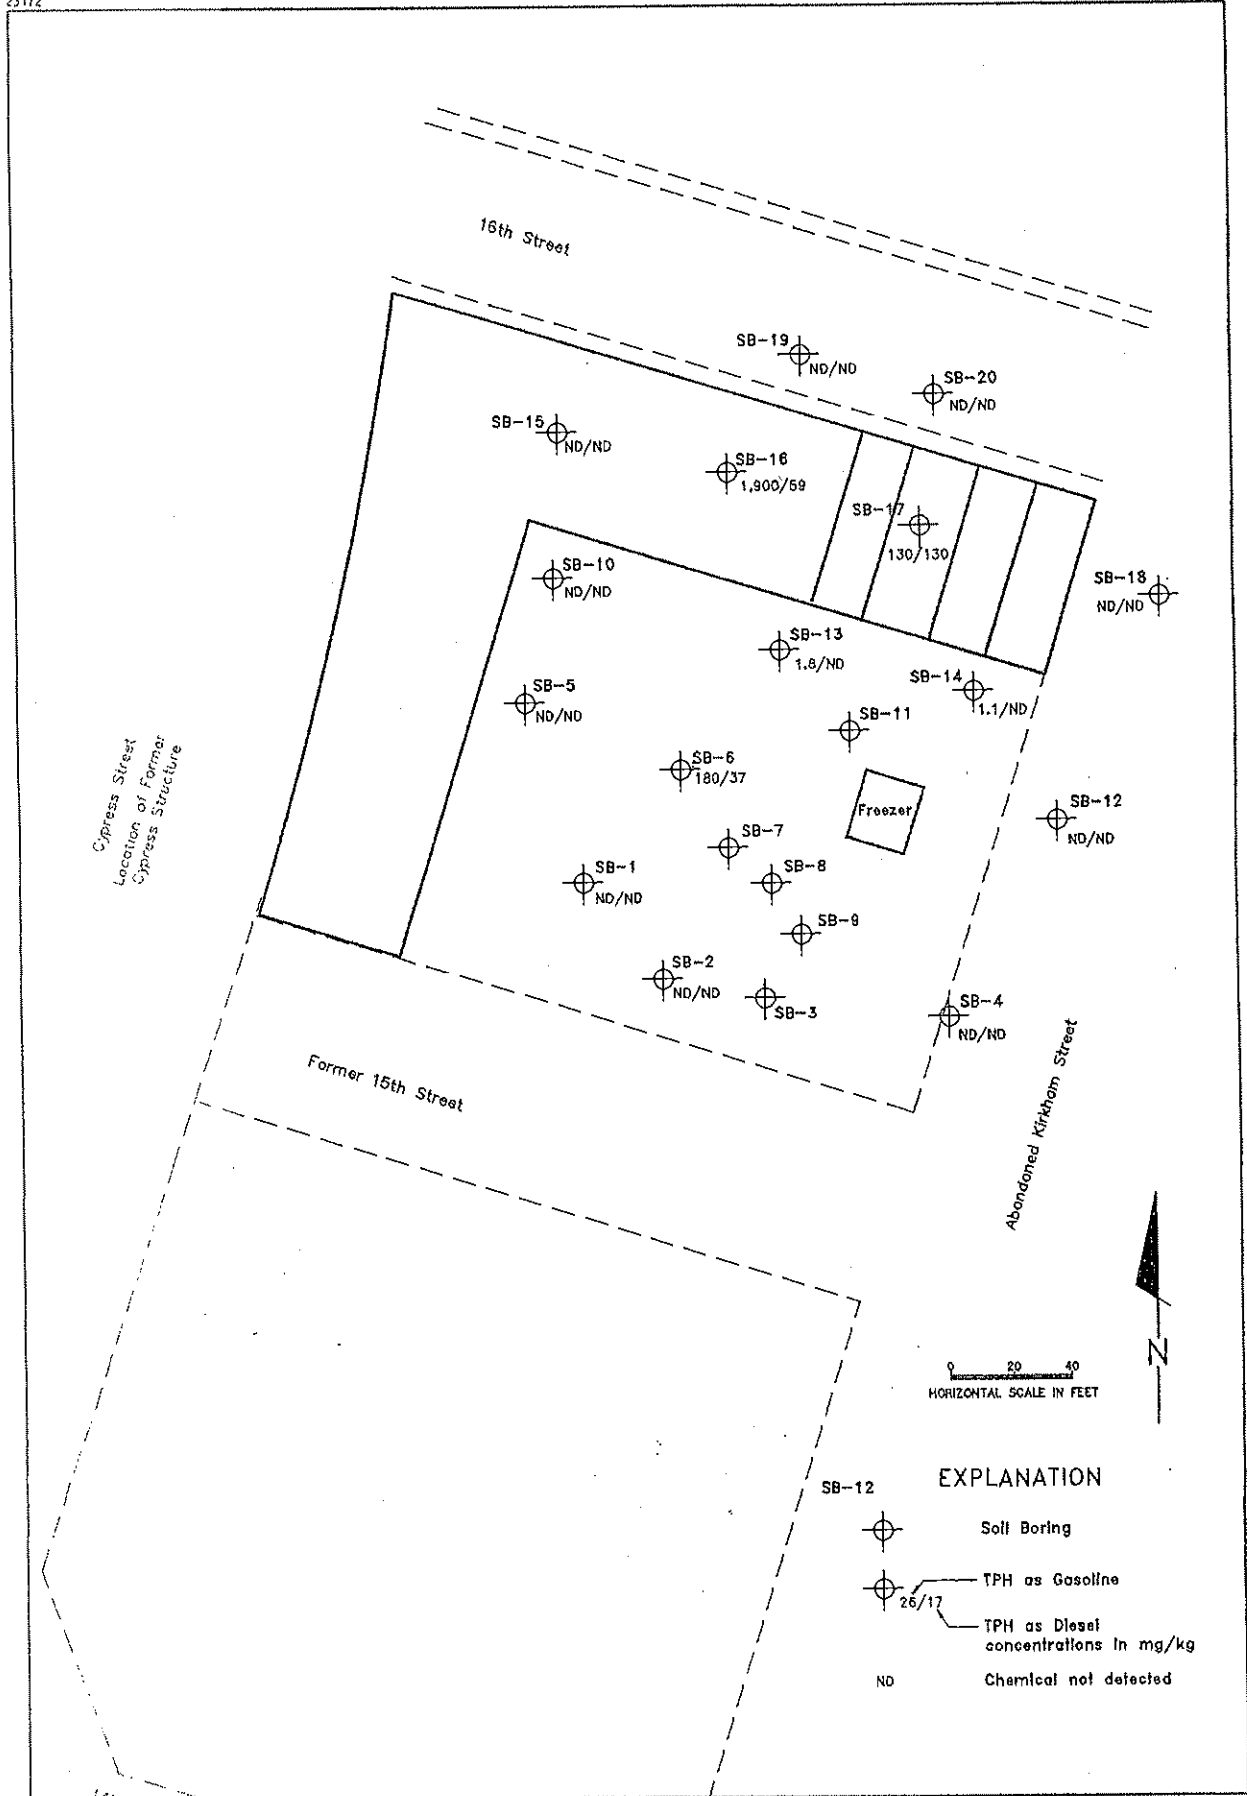 23172
16th Street
SB-19
ND/ND
SB-20
ND/ND
SB-15
ND/ND
SB-16
1,900/59
SB-17
130/130
SB-10
ND/ND
SB-18
ND/ND
SB-13
1.8/ND
SB-14
1.1/ND
SB-5
ND/ND
SB-11
SB-6
180/37
Freezer
SB-12
ND/ND
Cypress Street
Location of Former
Cypress Structure
SB-7
SB-1
ND/ND
SB-8
SB-9
SB-2
ND/ND
SB-3
SB-4
ND/ND
Former 15th Street
Abandoned Kirkham Street
N
0 20 40
HORIZONTAL SCALE IN FEET
EXPLANATION
SB-12
Soil Boring
TPH as Gasoline
26/17
TPH as Diesel
concentrations in mg/kg
ND
Chemical not detected